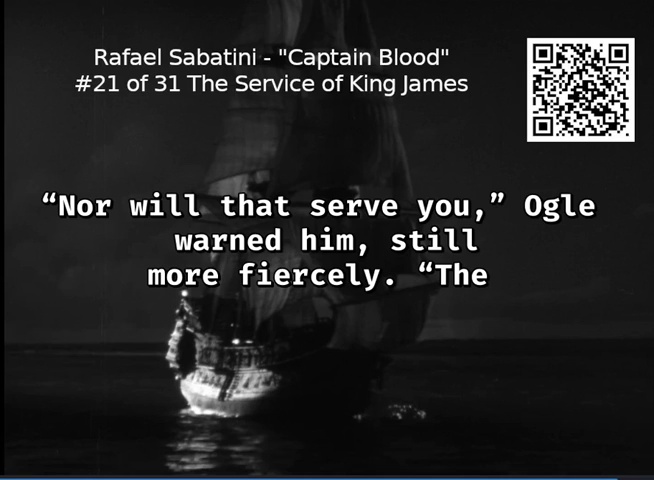 Rafael Sabatini - "Captain Blood"
#21 of 31 The Service of King James
“Nor will that serve you,” Ogle
warned him, still
more fiercely. “The